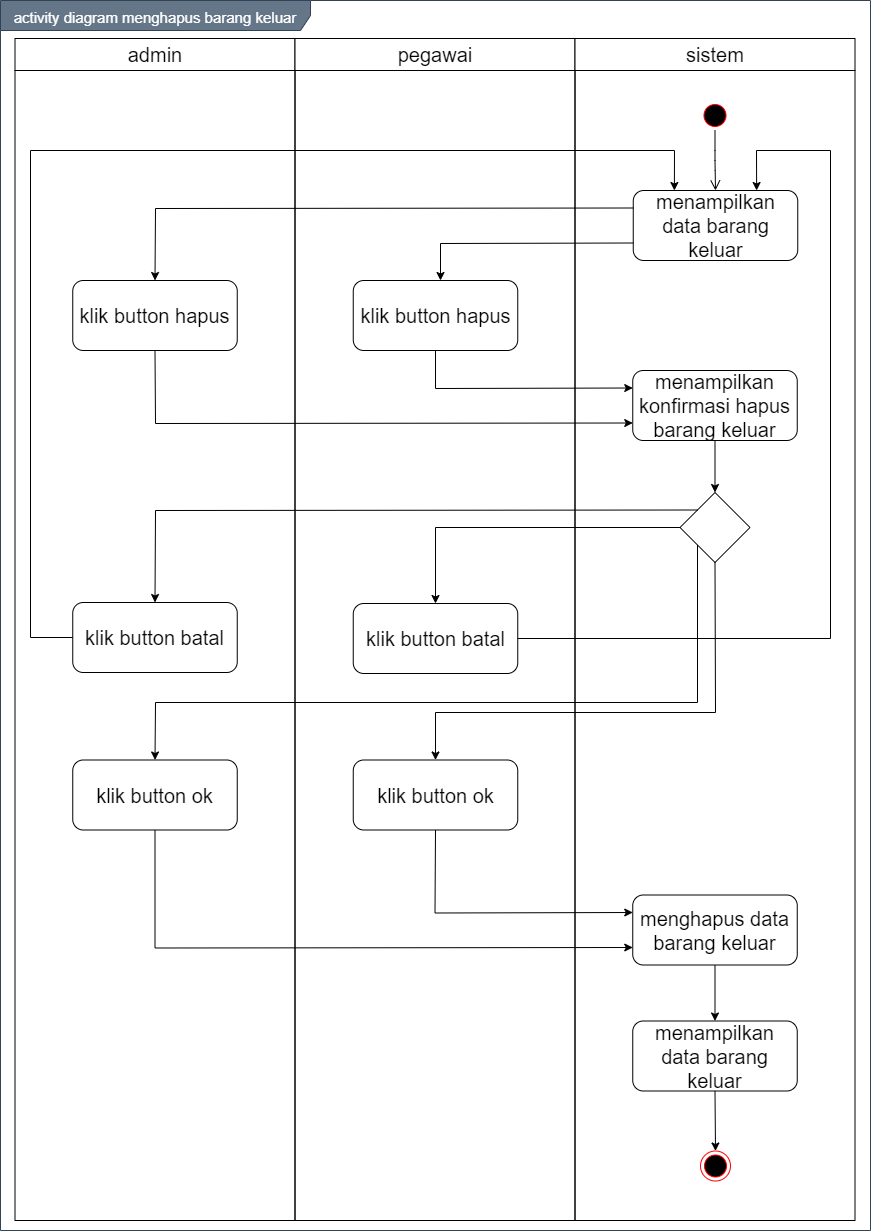 activity diagram menghapus barang keluar
admin
pegawai
sistem
menampilkan
data barang
keluar
klik button hapus
klik button hapus
menampilkan
konfirmasi hapus
barang keluar
klik button batal
klik button batal
klik button ok
klik button ok
menghapus data
barang keluar
menampilkan
data barang
keluar